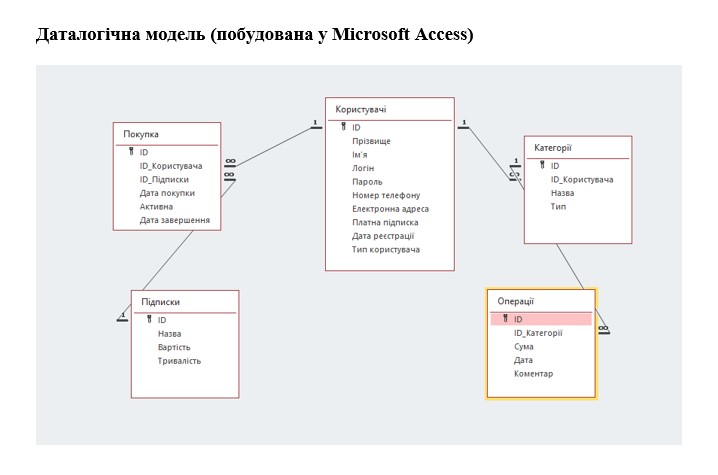 Даталогічна модель (побудована у Microsoft Access)
Покупка
ID
ID_Користувача
ID_Підписки
Дата покупки
Активна
Дата завершення
Користувачі
ID
Прізвище
Ім'я
Логін
Пароль
Номер телефону
Електронна адреса
Платна підписка
Дата реєстрації
Тип користувача
Категорії
ID
ID_Користувача
Назва
Тип
Підписки
ID
Назва
Вартість
Тривалість
Операції
ID
ID_Категорії
Сума
Дата
Коментар
1
∞
∞
1
1
1
∞
∞